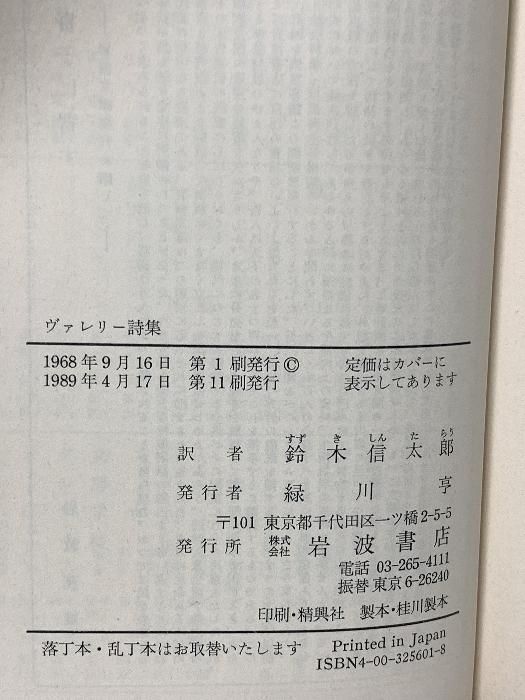 ヴァレリー詩集
1968年9月16日 第1刷発行© 定価はカバーに
1989年4月17日 第11刷発行 表示してあります
すず き しん た ろう
訳者 鈴木信太郎
発行者 緑川亨
〒101 東京都千代田区一ツ橋2-5-5
発行所 株式会社 岩波書店
電話 03-265-4111
振替東京6-26240
印刷・精興社 製本・桂川製本
落丁本・乱丁本はお取替いたします Printed in Japan
ISBN4-00-325601-8